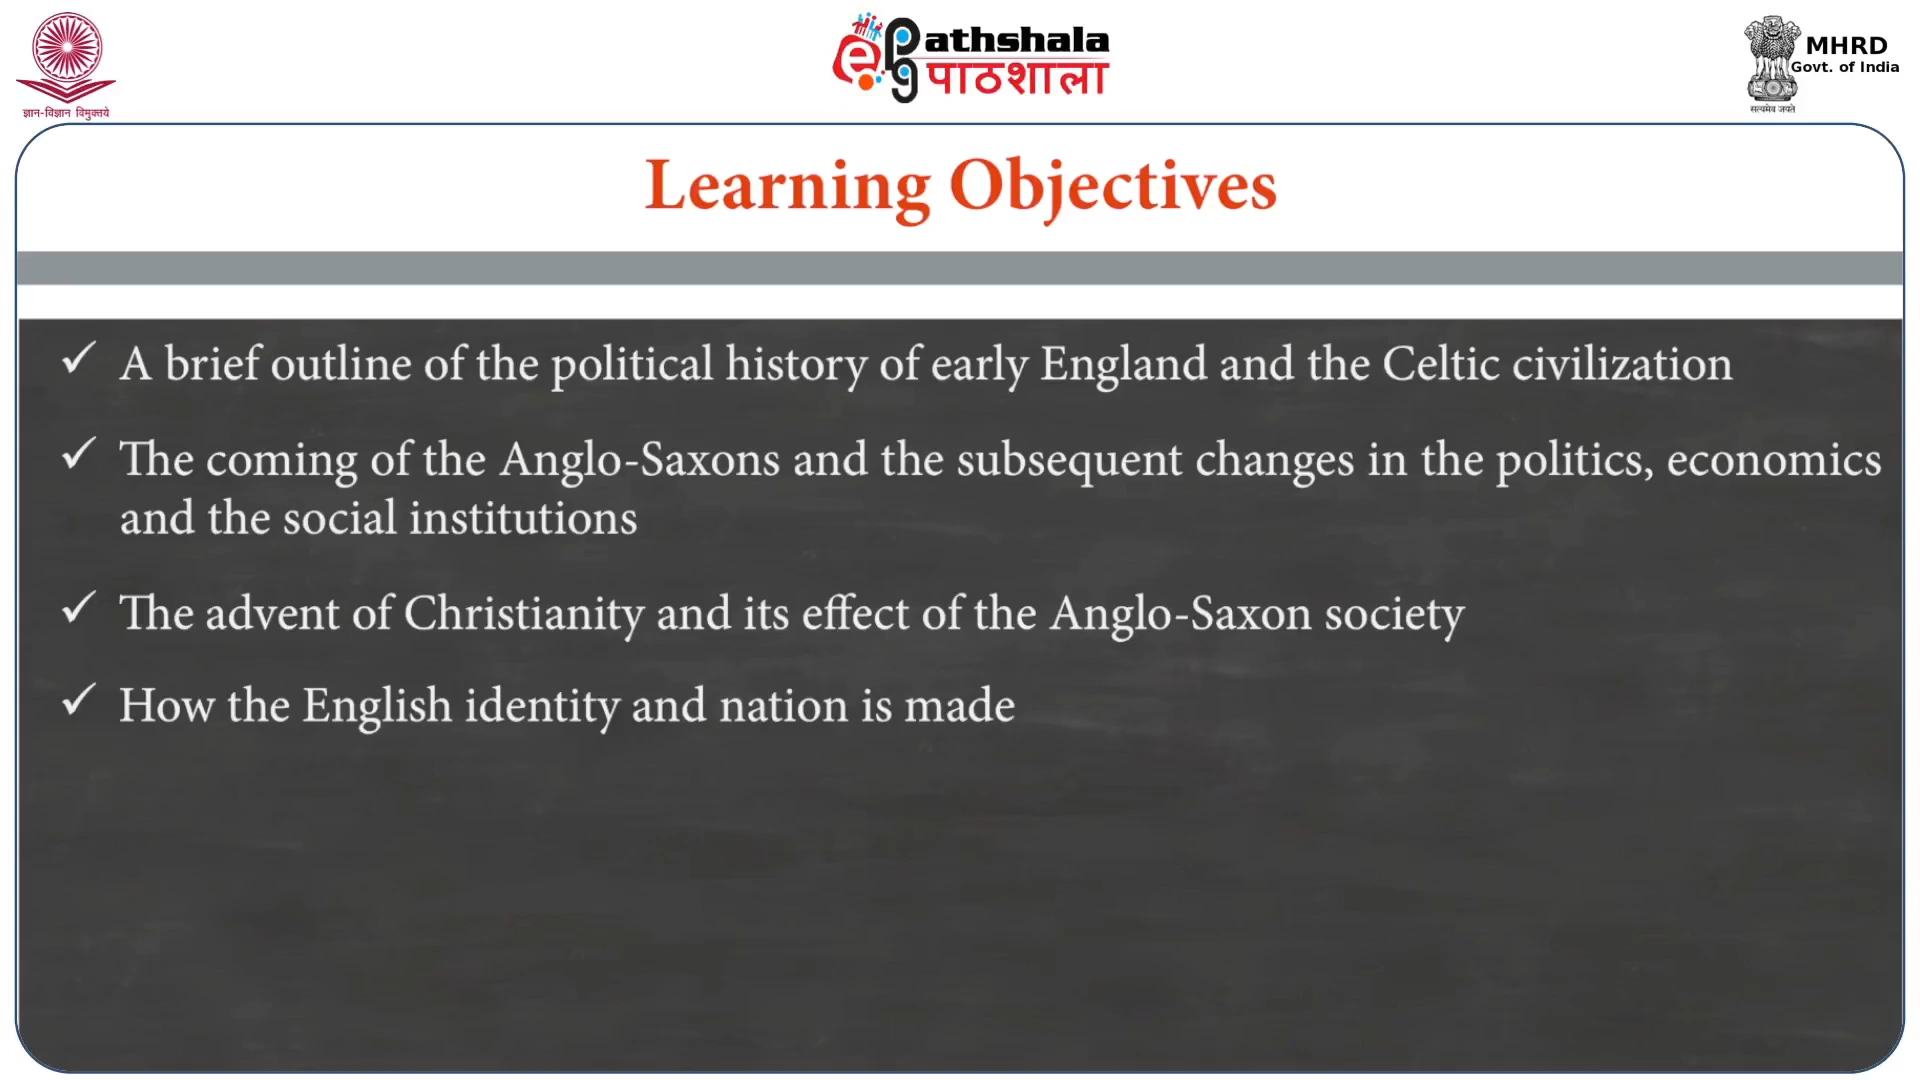 ज्ञान-विज्ञान विमुक्तये
e
Pathshala
पाठशाला
pg
MHRD
Govt. of India
सत्यमेव जयते
Learning Objectives
✓ A brief outline of the political history of early England and the Celtic civilization
✓ The coming of the Anglo-Saxons and the subsequent changes in the politics, economics
and the social institutions
✓ The advent of Christianity and its effect of the Anglo-Saxon society
✓ How the English identity and nation is made